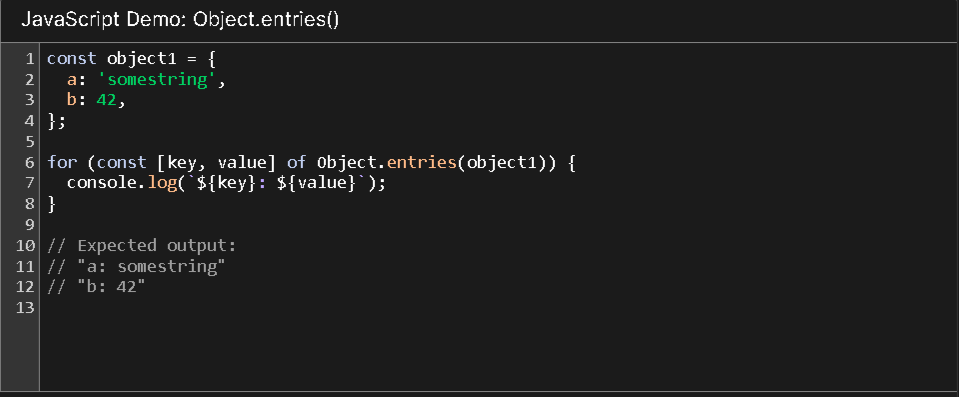 JavaScript Demo: Object.entries()
1 const object1 = {
2   a: 'somestring',
3   b: 42,
4 };
5
6 for (const [key, value] of Object.entries(object1)) {
7   console.log(`${key}: ${value}`);
8 }
9
10 // Expected output:
11 // "a: somestring"
12 // "b: 42"
13